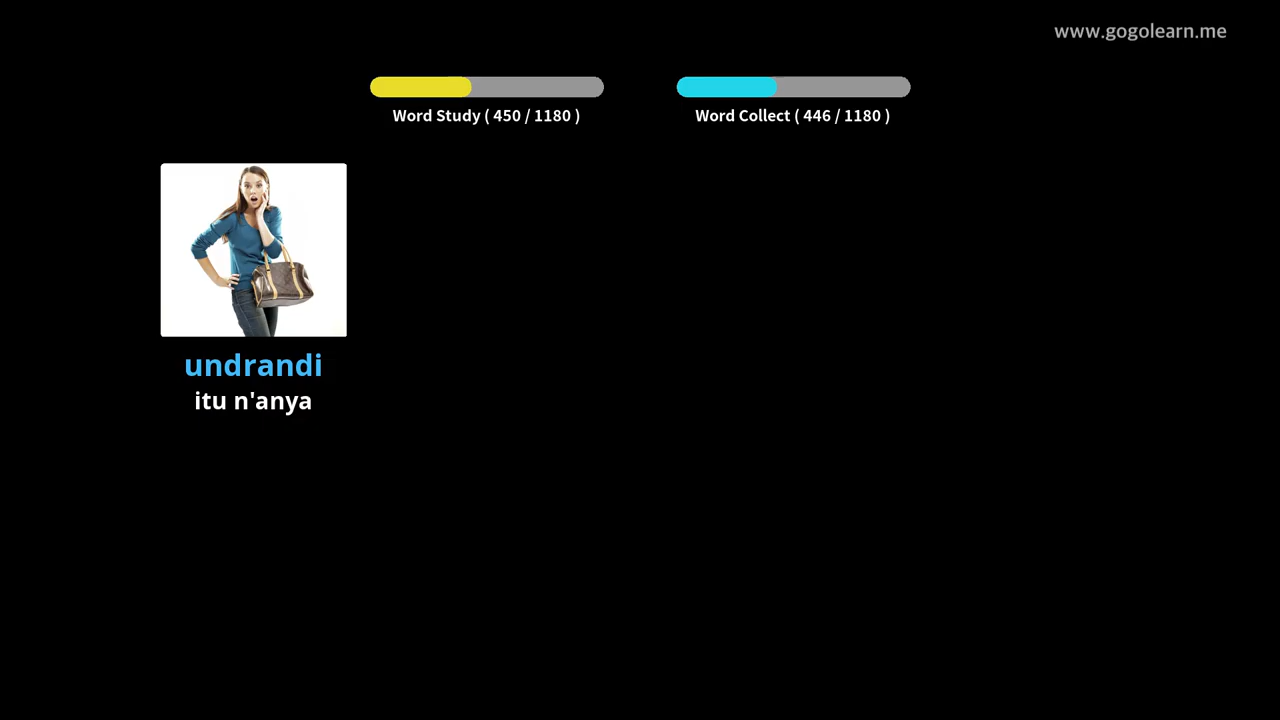 www.gogolearn.me
Word Study ( 450 / 1180 )
Word Collect ( 446 / 1180 )
undrandi
itu n'anya